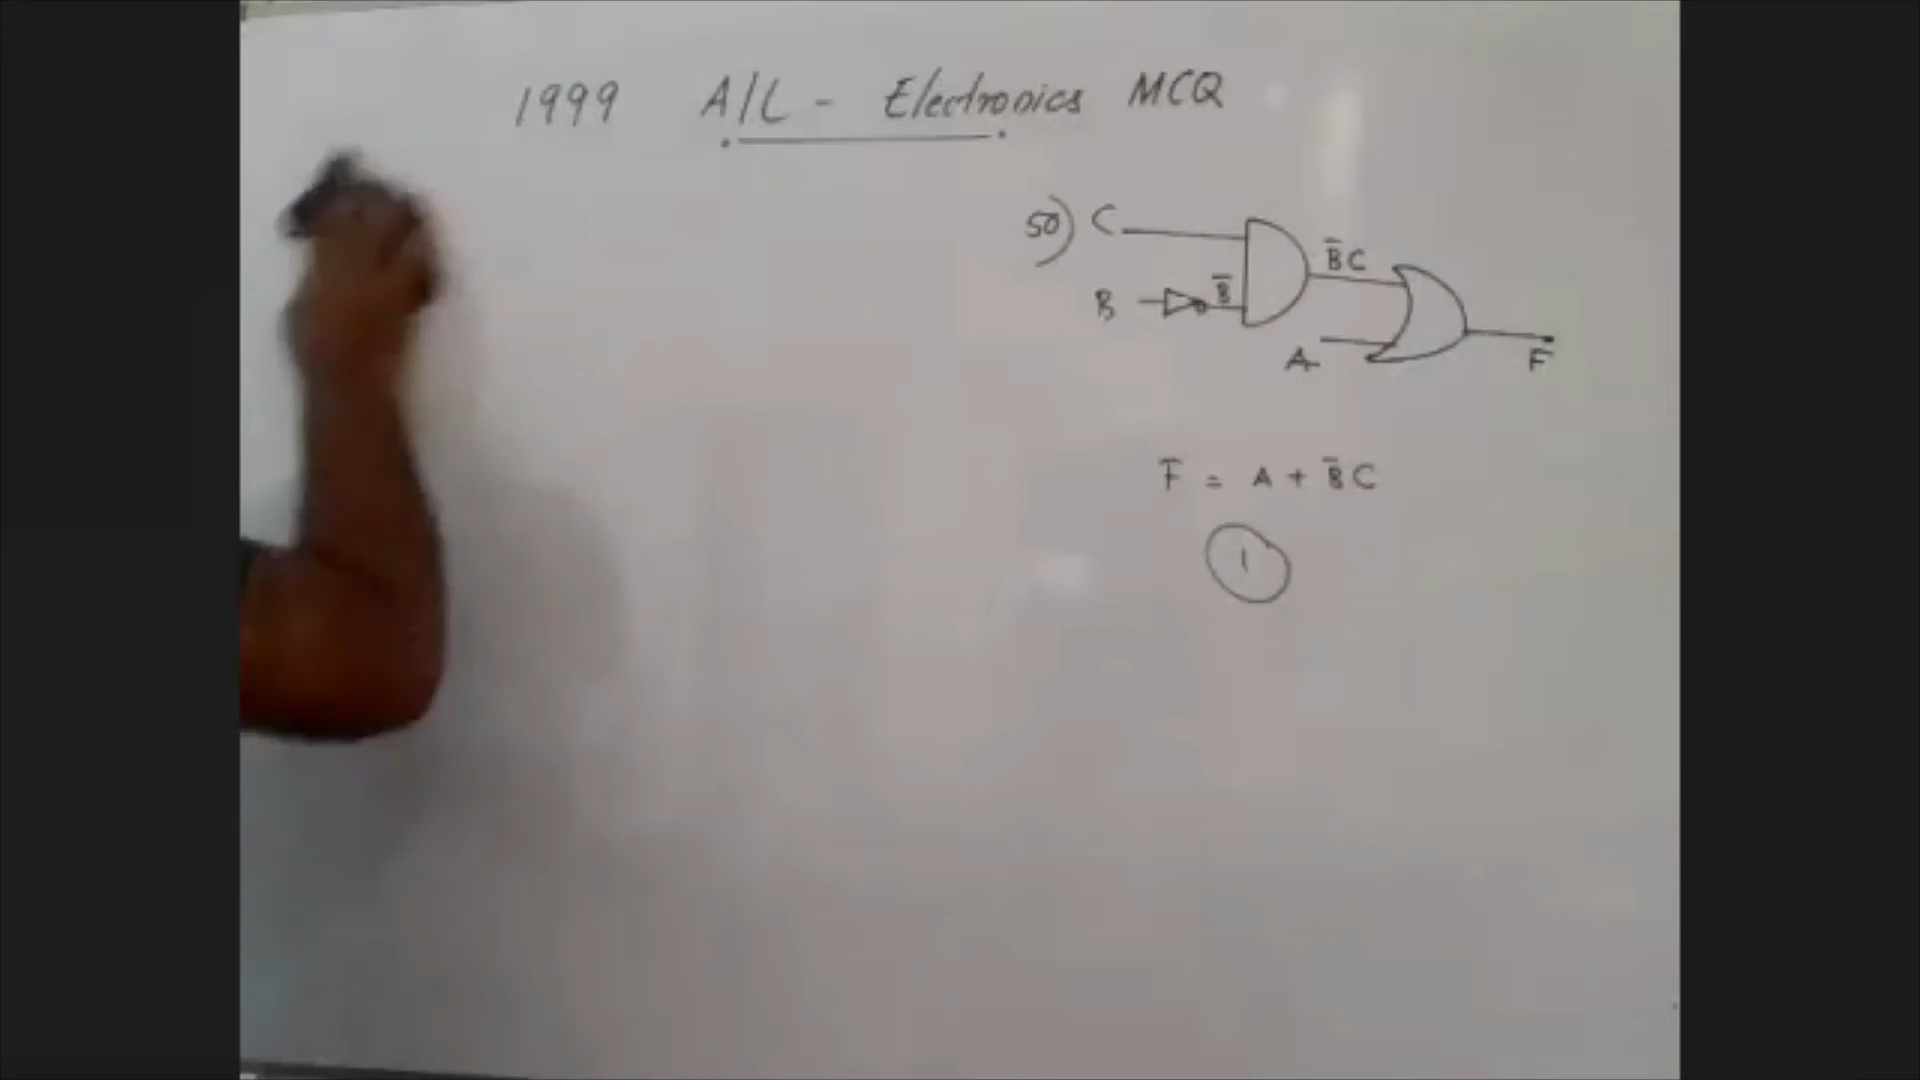 1999 A/L - Electronics MCQ
50) C
B̅C
B
B̅
A
F
F = A + B̅C
1